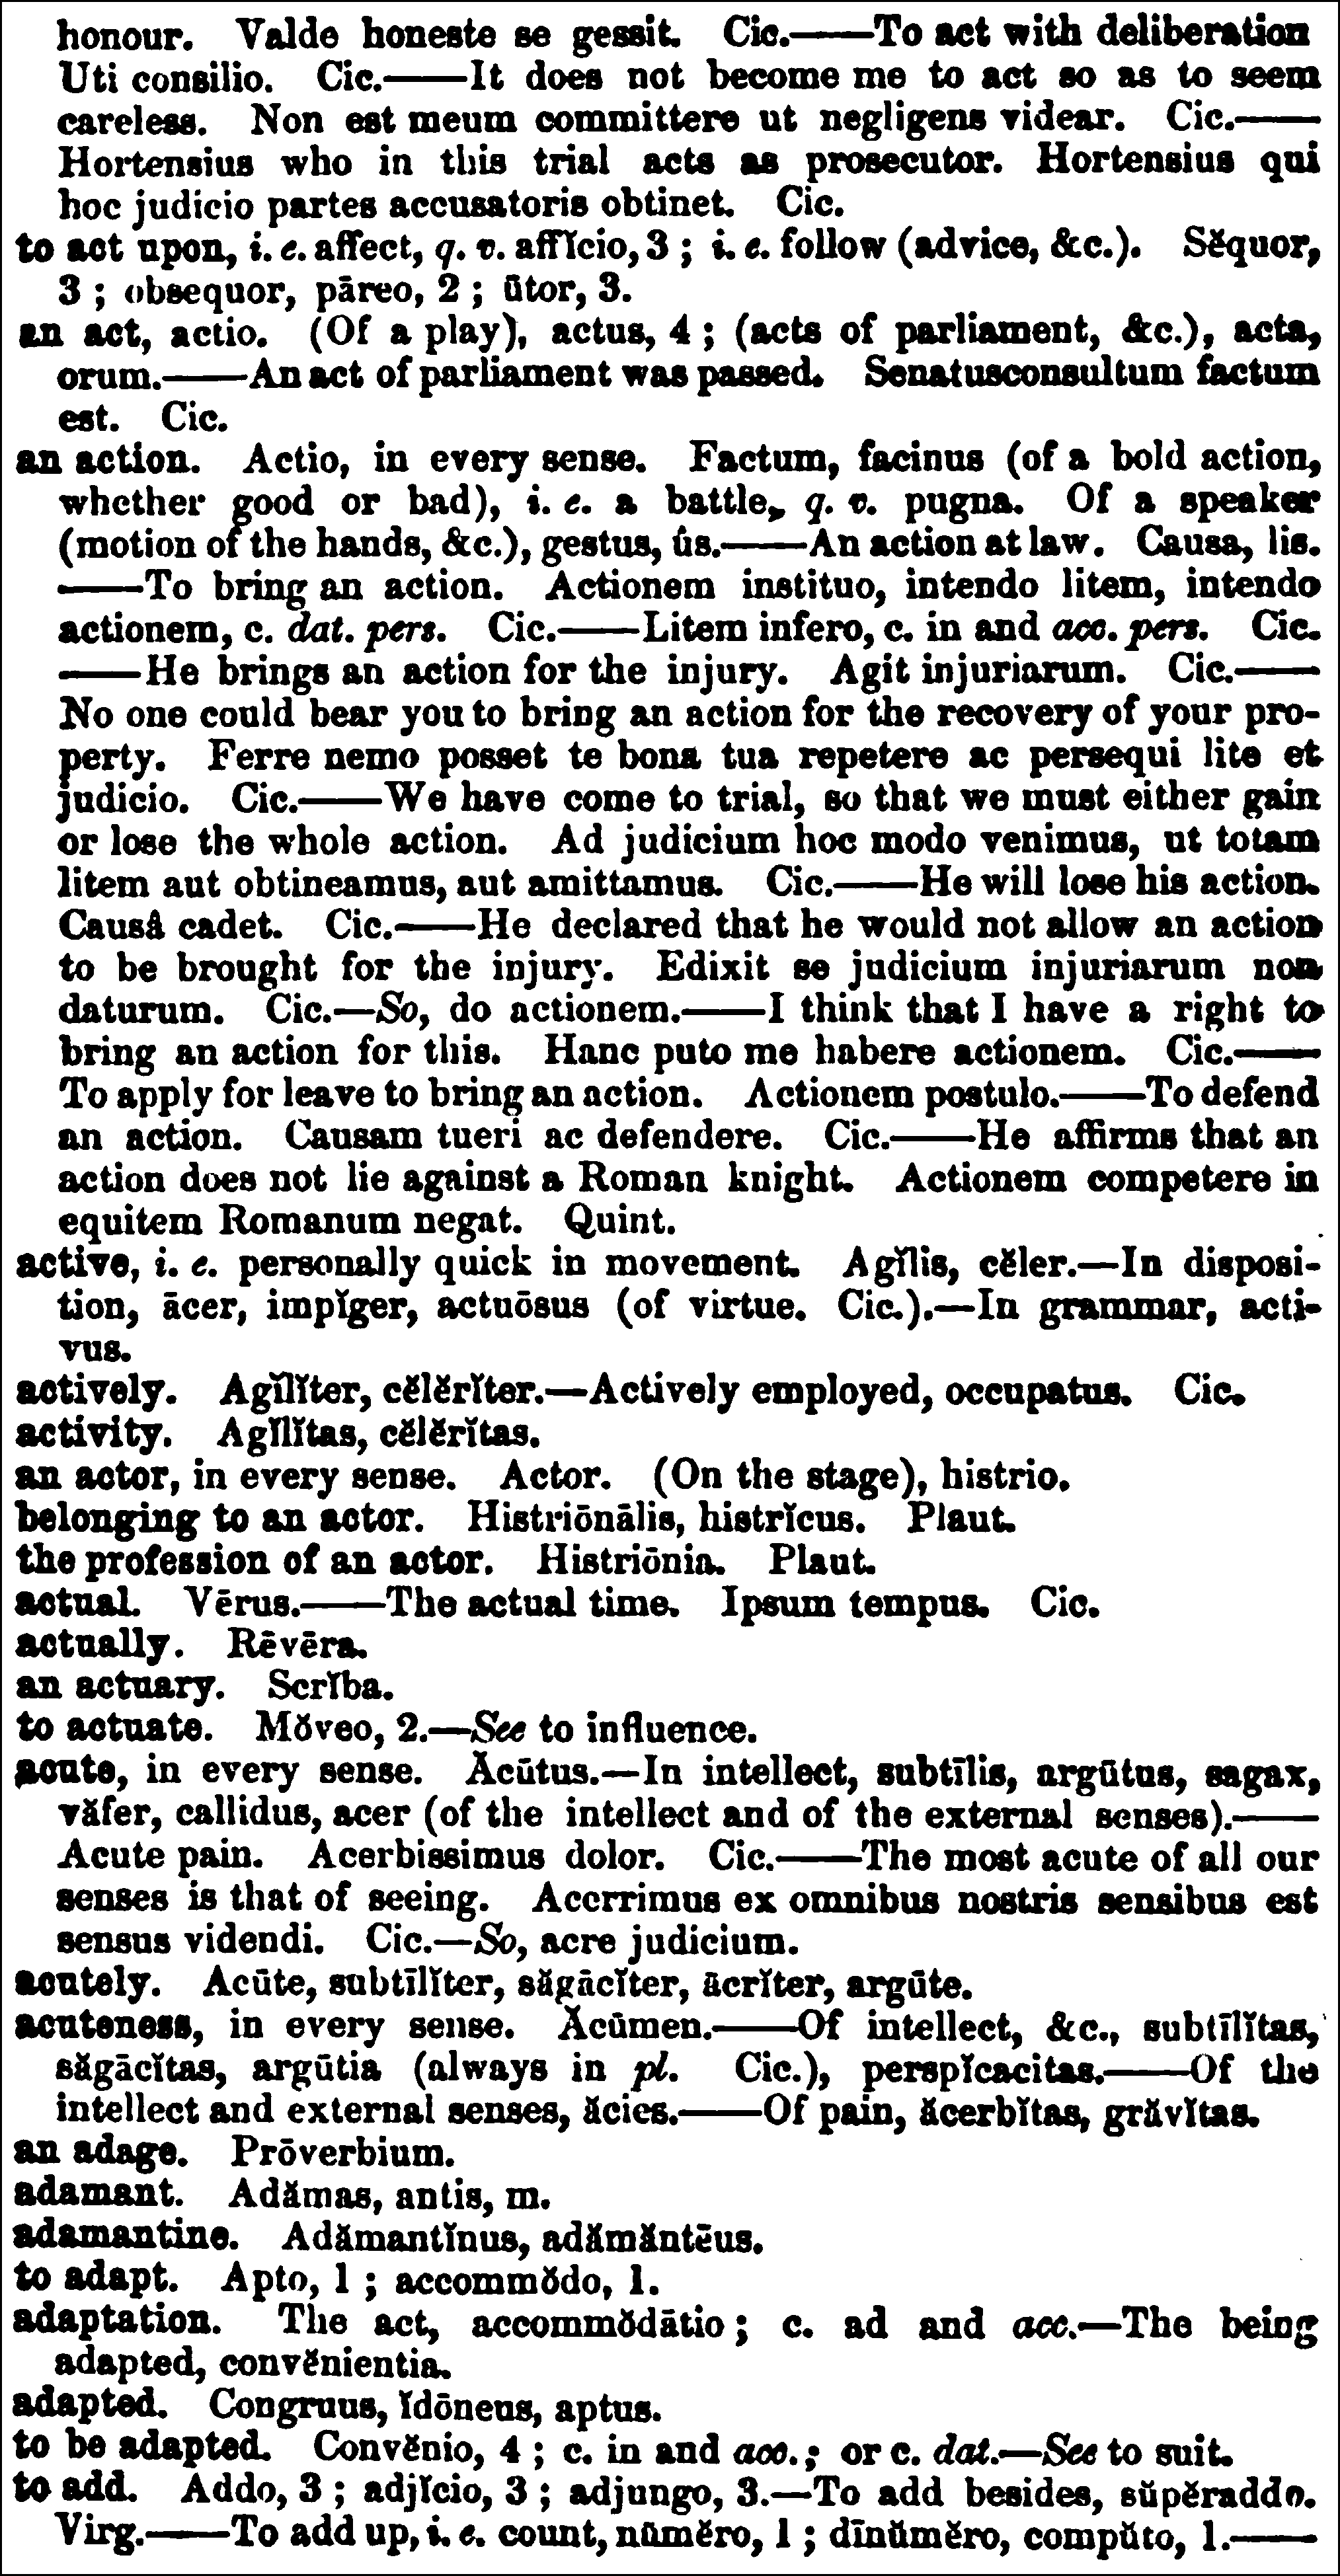 honour. Valde honeste se gessit. Cic.——To act with deliberation
Uti consilio. Cic.——It does not become me to act so as to seem
careless. Non est meum committere ut negligens videar. Cic.——
Hortensius who in this trial acts as prosecutor. Hortensius qui
hoc judicio partes accusatoris obtinet. Cic.
to act upon, i. e. affect, q. v. affĭcio, 3 ; i. e. follow (advice, &c.). Sĕquor,
3 ; obsequor, pāreo, 2 ; ūtor, 3.
an act, actio. (Of a play), actus, 4 ; (acts of parliament, &c.), acta,
orum.——An act of parliament was passed. Senatusconsultum factum
est. Cic.
an action. Actio, in every sense. Factum, facinus (of a bold action,
whether good or bad), i. e. a battle, q. v. pugna. Of a speaker
(motion of the hands, &c.), gestus, ûs.——An action at law. Causa, lis.
——To bring an action. Actionem instituo, intendo litem, intendo
actionem, c. dat. pers. Cic.——Litem infero, c. in and acc. pers. Cic.
——He brings an action for the injury. Agit injuriarum. Cic.——
No one could bear you to bring an action for the recovery of your pro-
perty. Ferre nemo posset te bona tua repetere ac persequi lite et
judicio. Cic.——We have come to trial, so that we must either gain
or lose the whole action. Ad judicium hoc modo venimus, ut totam
litem aut obtineamus, aut amittamus. Cic.——He will lose his action.
Causâ cadet. Cic.——He declared that he would not allow an action
to be brought for the injury. Edixit se judicium injuriarum non
daturum. Cic.—So, do actionem.——I think that I have a right to
bring an action for this. Hanc puto me habere actionem. Cic.——
To apply for leave to bring an action. Actionem postulo.——To defend
an action. Causam tueri ac defendere. Cic.——He affirms that an
action does not lie against a Roman knight. Actionem competere in
equitem Romanum negat. Quint.
active, i. e. personally quick in movement. Agĭlis, cĕler.—In disposi-
tion, ācer, impĭger, actuōsus (of virtue. Cic.).—In grammar, acti-
vus.
actively. Agĭlĭter, cĕlĕrĭter.—Actively employed, occupatus. Cic.
activity. Agĭlĭtas, cĕlĕrĭtas.
an actor, in every sense. Actor. (On the stage), histrio.
belonging to an actor. Histriōnālis, histrĭcus. Plaut.
the profession of an actor. Histriōnia. Plaut.
actual. Vērus.——The actual time. Ipsum tempus. Cic.
actually. Rēvēra.
an actuary. Scrĭba.
to actuate. Mŏveo, 2.—See to influence.
acute, in every sense. Ăcūtus.—In intellect, subtīlis, argūtus, sagax,
văfer, callidus, acer (of the intellect and of the external senses).——
Acute pain. Acerbissimus dolor. Cic.——The most acute of all our
senses is that of seeing. Acerrimus ex omnibus nostris sensibus est
sensus videndi. Cic.—So, acre judicium.
acutely. Acūte, subtīlĭter, săgācĭter, ācrĭter, argūte.
acuteness, in every sense. Ăcūmen.——Of intellect, &c., subtīlĭtas,
săgācĭtas, argūtia (always in pl. Cic.), perspĭcacitas.——Of the
intellect and external senses, ăcies.——Of pain, ăcerbĭtas, grăvĭtas.
an adage. Prōverbium.
adamant. Adămas, antis, m.
adamantine. Adămantĭnus, adămăntēus.
to adapt. Apto, 1 ; accommŏdo, 1.
adaptation. The act, accommŏdātio ; c. ad and acc.—The being
adapted, convĕnientia.
adapted. Congruus, ĭdōneus, aptus.
to be adapted. Convĕnio, 4 ; c. in and acc. ; or c. dat.—See to suit.
to add. Addo, 3 ; adjĭcio, 3 ; adjungo, 3.—To add besides, sŭpĕraddo.
Virg.——To add up, i. e. count, nŭmĕro, 1 ; dīnŭmĕro, compŭto, 1.——